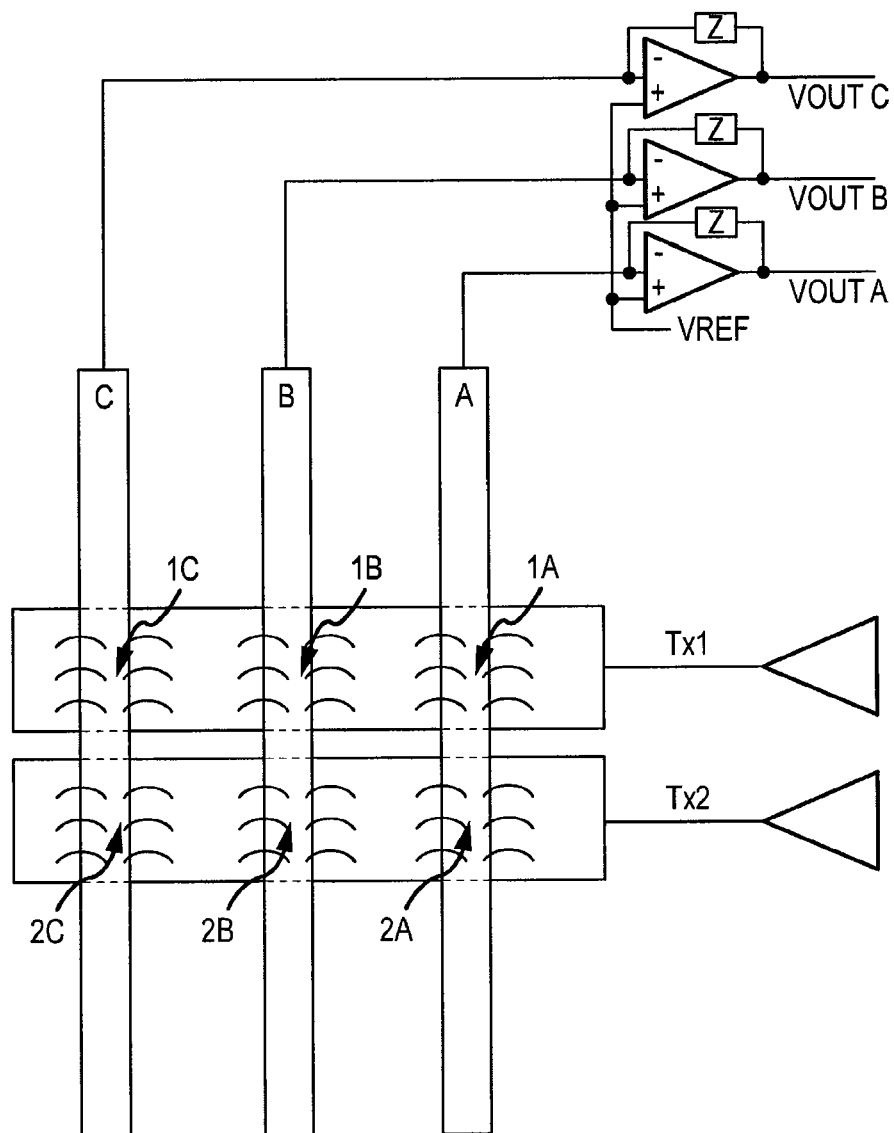 Z
-
+
VOUT C
Z
-
+
VOUT B
Z
-
+
VOUT A
VREF
C
B
A
1C
1B
1A
Tx1
Tx2
2C
2B
2A